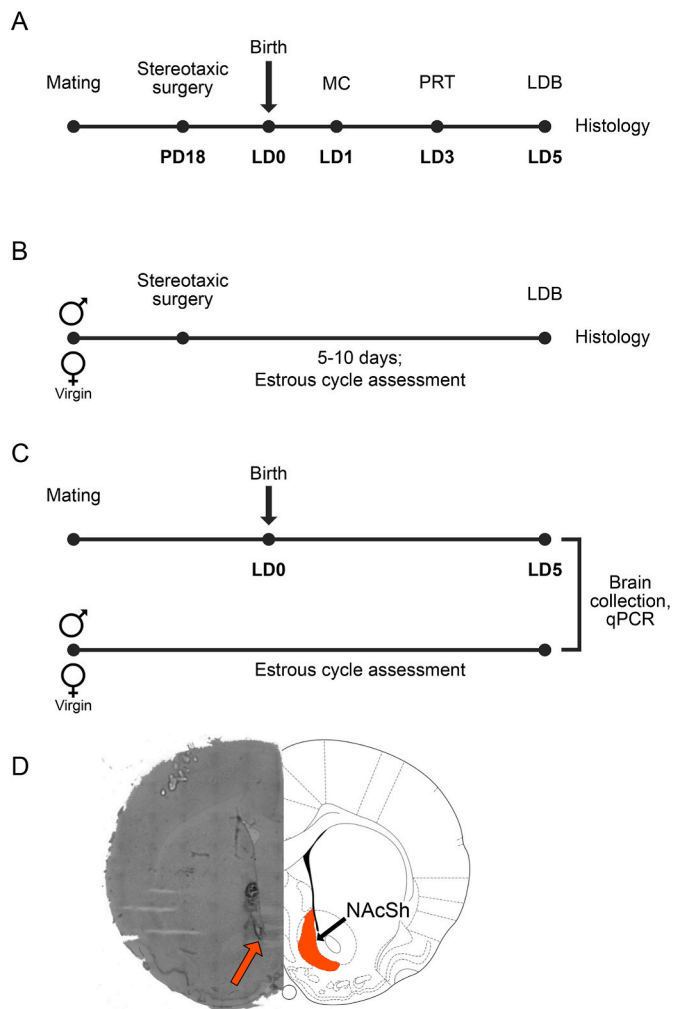 A
Birth
Mating
Stereotaxic
surgery
MC
PRT
LDB
Histology
PD18
LD0
LD1
LD3
LD5
B
Stereotaxic
surgery
LDB
Histology
5-10 days;
Estrous cycle assessment
Virgin
C
Birth
Mating
LD0
LD5
Brain
collection,
qPCR
Estrous cycle assessment
Virgin
D
NAcSh